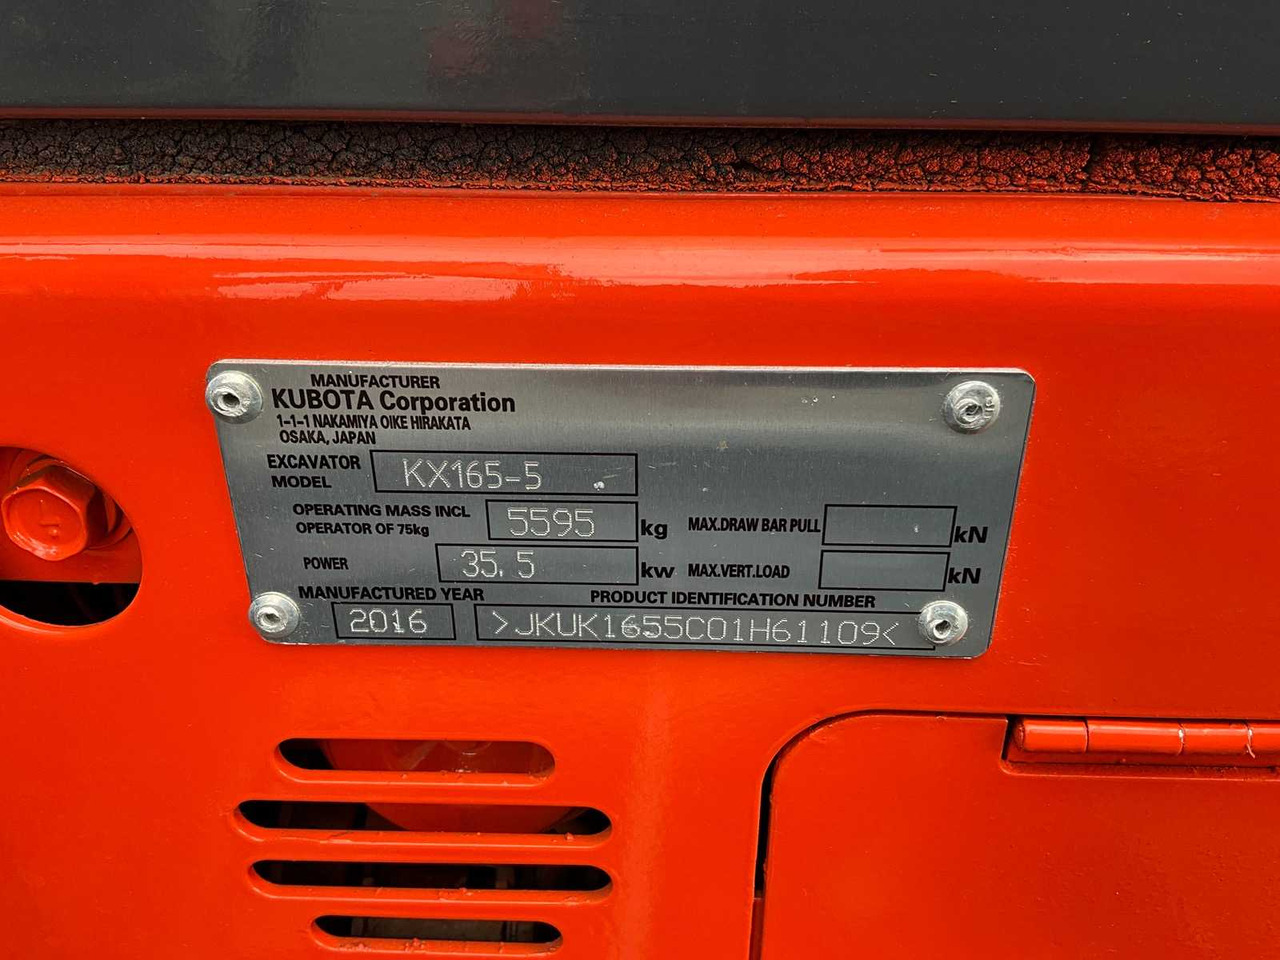 MANUFACTURER
KUBOTA Corporation
1-1-1 NAKAMIYA OIKE HIRAKATA
OSAKA, JAPAN
EXCAVATOR
MODEL
KX165-5
OPERATING MASS INCL
OPERATOR OF 75kg
5595 kg
MAX.DRAW BAR PULL
kN
POWER
35.5 kw
MAX.VERT.LOAD
kN
MANUFACTURED YEAR
PRODUCT IDENTIFICATION NUMBER
2016
>JKUK1655C01H61109<